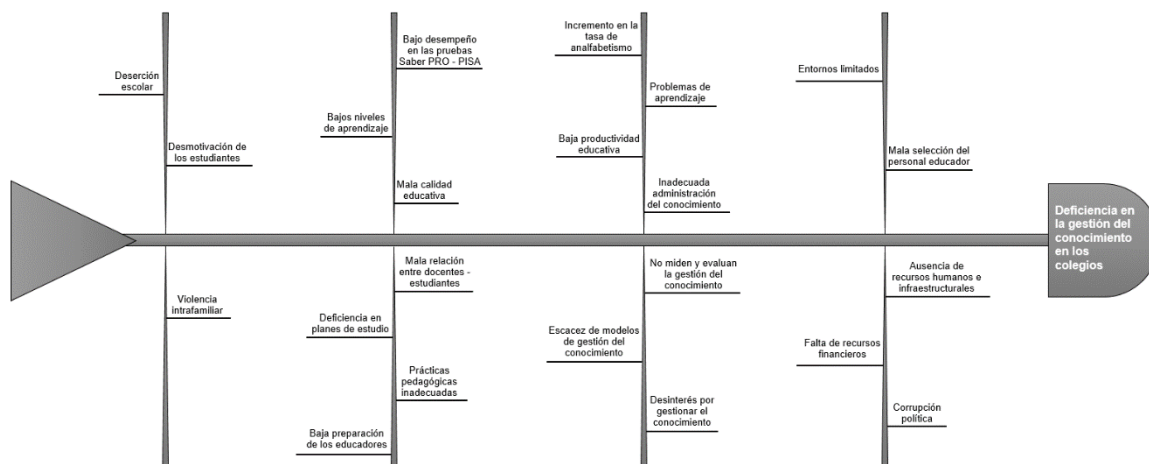 Deserción
escolar
Desmotivación de
los estudiantes
Bajo desempeño
en las pruebas
Saber PRO - PISA
Bajos niveles
de aprendizaje
Mala calidad
educativa
Incremento en la
tasa de
analfabetismo
Problemas de
aprendizaje
Baja productividad
educativa
Inadecuada
administración
del conocimiento
Entornos limitados
Mala selección del
personal educador
Deficiencia en
la gestión del
conocimiento
en los
colegios
Violencia
intrafamiliar
Mala relación
entre docentes -
estudiantes
Deficiencia en
planes de estudio
Prácticas
pedagógicas
inadecuadas
Baja preparación
de los educadores
No miden y evaluan
la gestión del
conocimiento
Escacez de modelos
de gestión del
conocimiento
Desinterés por
gestionar el
conocimiento
Ausencia de
recursos humanos e
infraestructurales
Falta de recursos
financieros
Corrupción
política